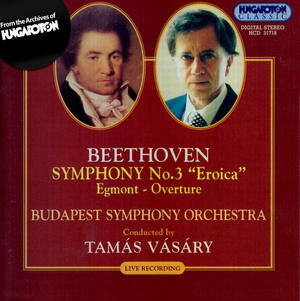 From the Archives of
HUNGAROTON
HUNGAROTON
CLASSIC
DIGITAL STEREO
HCD 31718
BEETHOVEN
SYMPHONY No.3 “Eroica”
Egmont - Overture
BUDAPEST SYMPHONY ORCHESTRA
Conducted by
TAMÁS VÁSÁRY
LIVE RECORDING